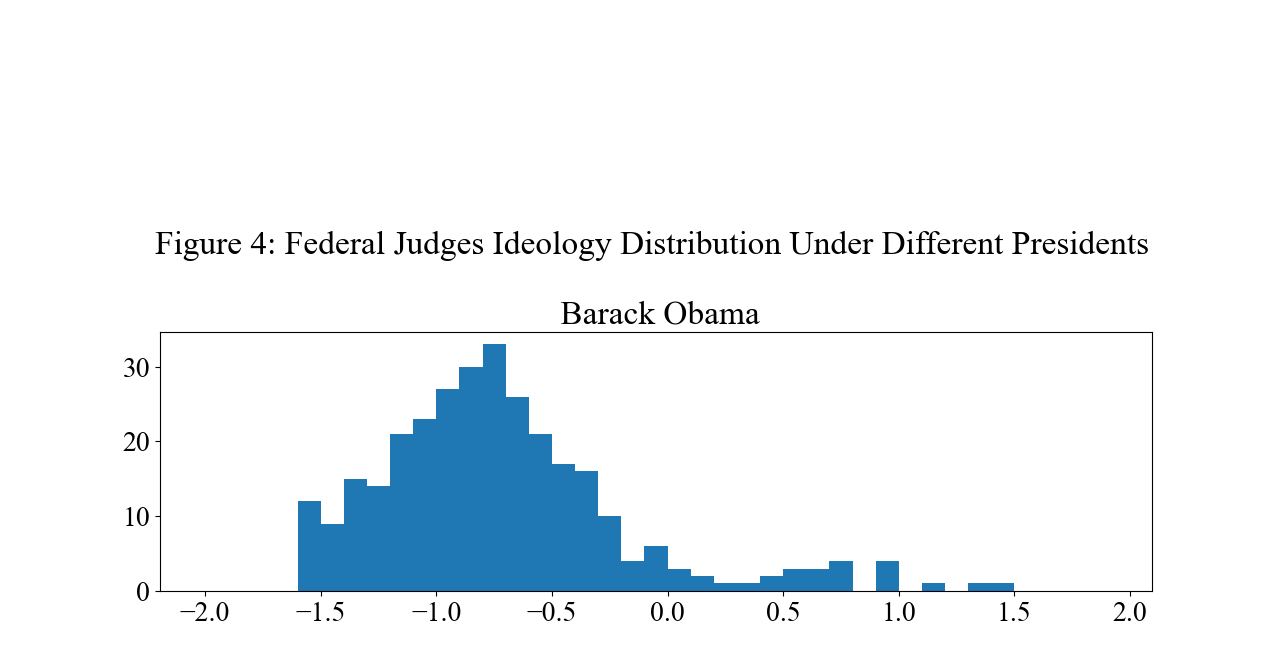 Figure 4: Federal Judges Ideology Distribution Under Different Presidents
Barack Obama
30
20
10
0
−2.0 −1.5 −1.0 −0.5 0.0 0.5 1.0 1.5 2.0